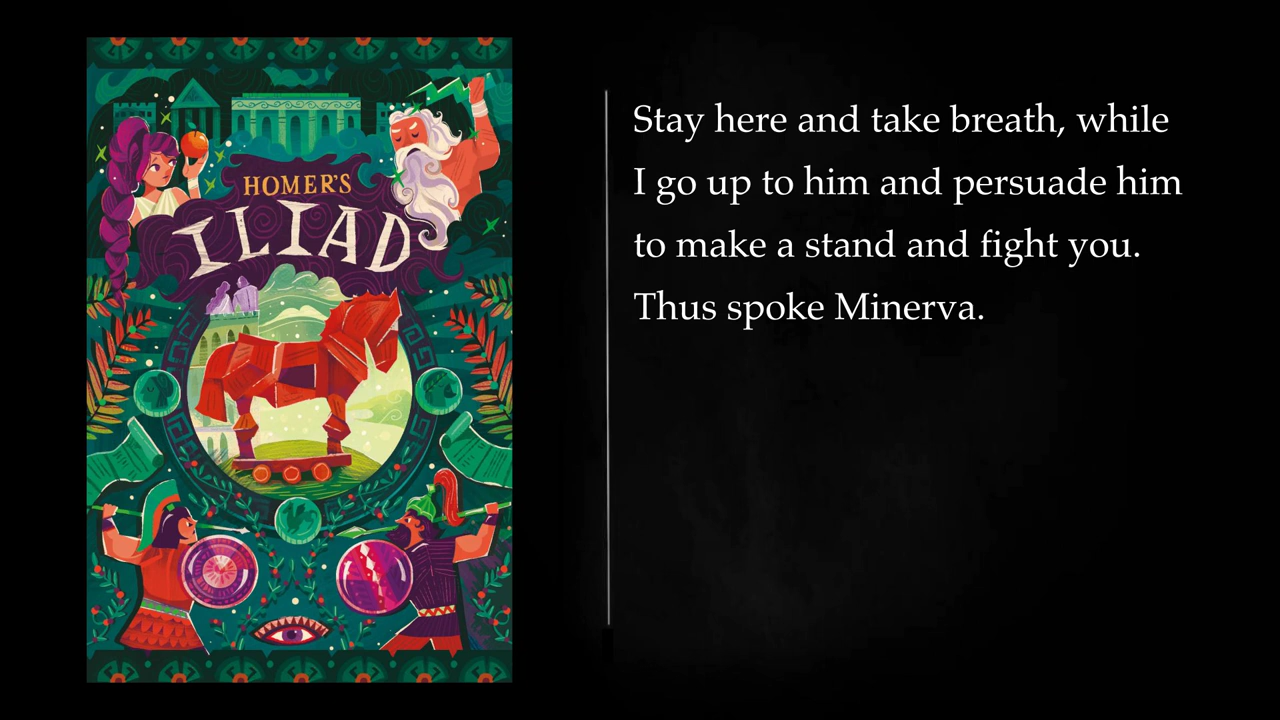 HOMER'S
ILIAD
Stay here and take breath, while
I go up to him and persuade him
to make a stand and fight you.
Thus spoke Minerva.